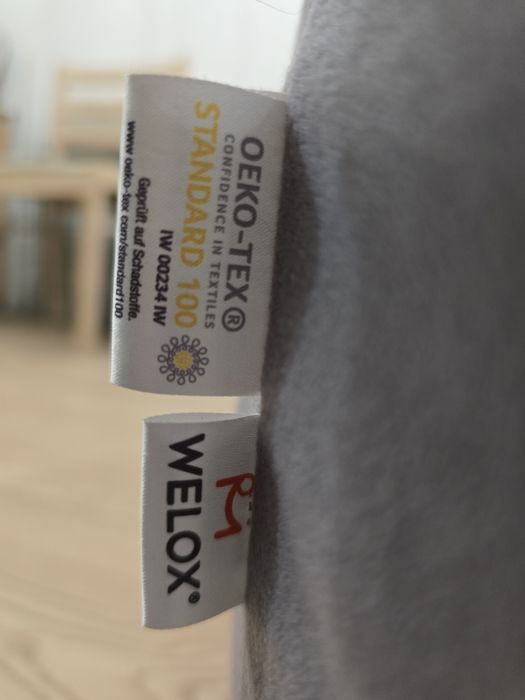 OEKO-TEX®
CONFIDENCE IN TEXTILES
STANDARD 100
IW 00234 IW
Geprüft auf Schadstoffe.
www.oeko-tex.com/standard100
WELOX®